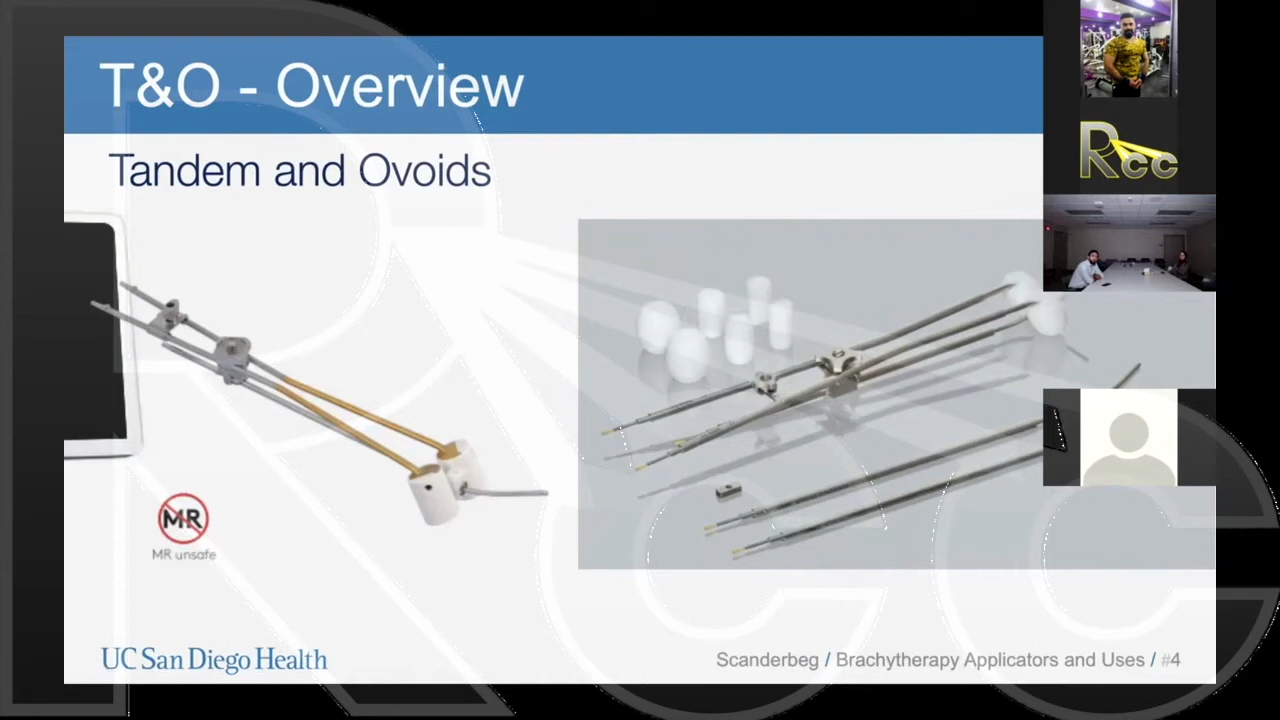 T&O - Overview
Tandem and Ovoids
Rcc
MR
MR unsafe
UC San Diego Health
Scanderbeg / Brachytherapy Applicators and Uses / #4